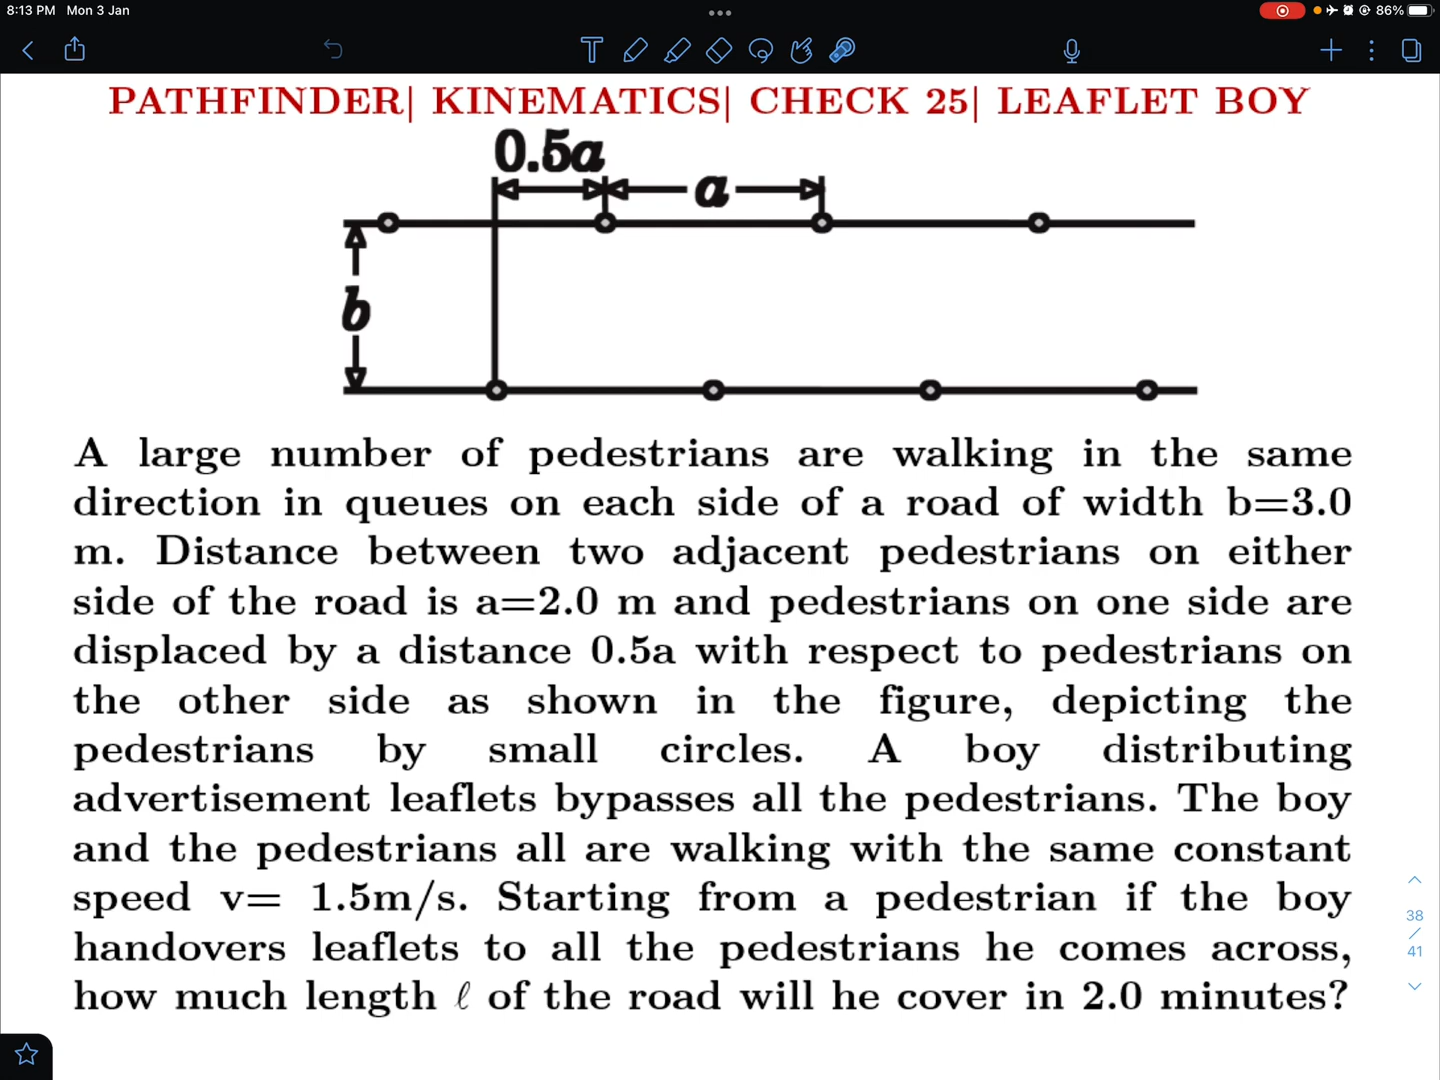 8:13 PM Mon 3 Jan
86%
PATHFINDER| KINEMATICS| CHECK 25| LEAFLET BOY
0.5a
a
b
A large number of pedestrians are walking in the same
direction in queues on each side of a road of width b=3.0
m. Distance between two adjacent pedestrians on either
side of the road is a=2.0 m and pedestrians on one side are
displaced by a distance 0.5a with respect to pedestrians on
the other side as shown in the figure, depicting the
pedestrians by small circles. A boy distributing
advertisement leaflets bypasses all the pedestrians. The boy
and the pedestrians all are walking with the same constant
speed v= 1.5m/s. Starting from a pedestrian if the boy
handovers leaflets to all the pedestrians he comes across,
how much length ℓ of the road will he cover in 2.0 minutes?
38
/
41